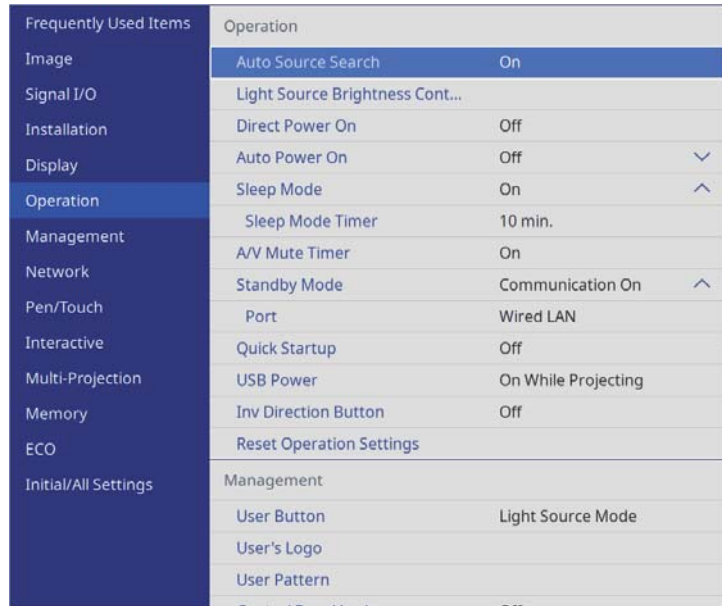 Frequently Used Items
Image
Signal I/O
Installation
Display
Operation
Management
Network
Pen/Touch
Interactive
Multi-Projection
Memory
ECO
Initial/All Settings
Operation
Auto Source Search On
Light Source Brightness Cont...
Direct Power On Off
Auto Power On Off
Sleep Mode On
Sleep Mode Timer 10 min.
A/V Mute Timer On
Standby Mode Communication On
Port Wired LAN
Quick Startup Off
USB Power On While Projecting
Inv Direction Button Off
Reset Operation Settings
Management
User Button Light Source Mode
User's Logo
User Pattern